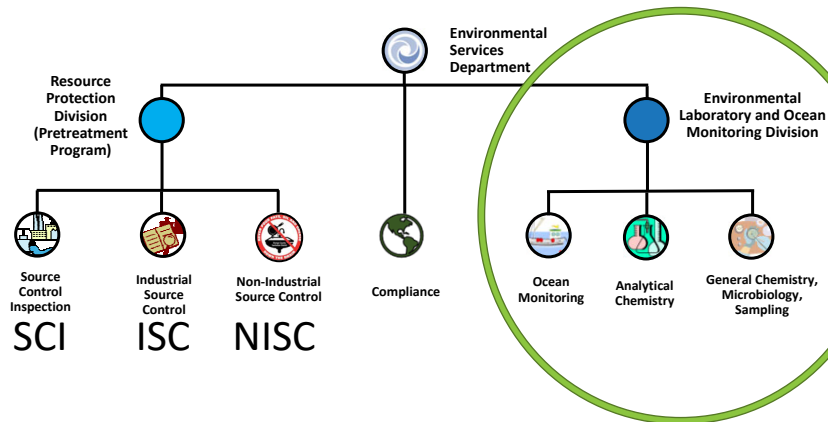 Environmental
Services
Department
Resource
Protection
Division
(Pretreatment
Program)
Environmental
Laboratory and Ocean
Monitoring Division
Source
Control
Inspection
SCI
Industrial
Source
Control
ISC
Non-Industrial
Source Control
NISC
Compliance
Ocean
Monitoring
Analytical
Chemistry
General Chemistry,
Microbiology,
Sampling